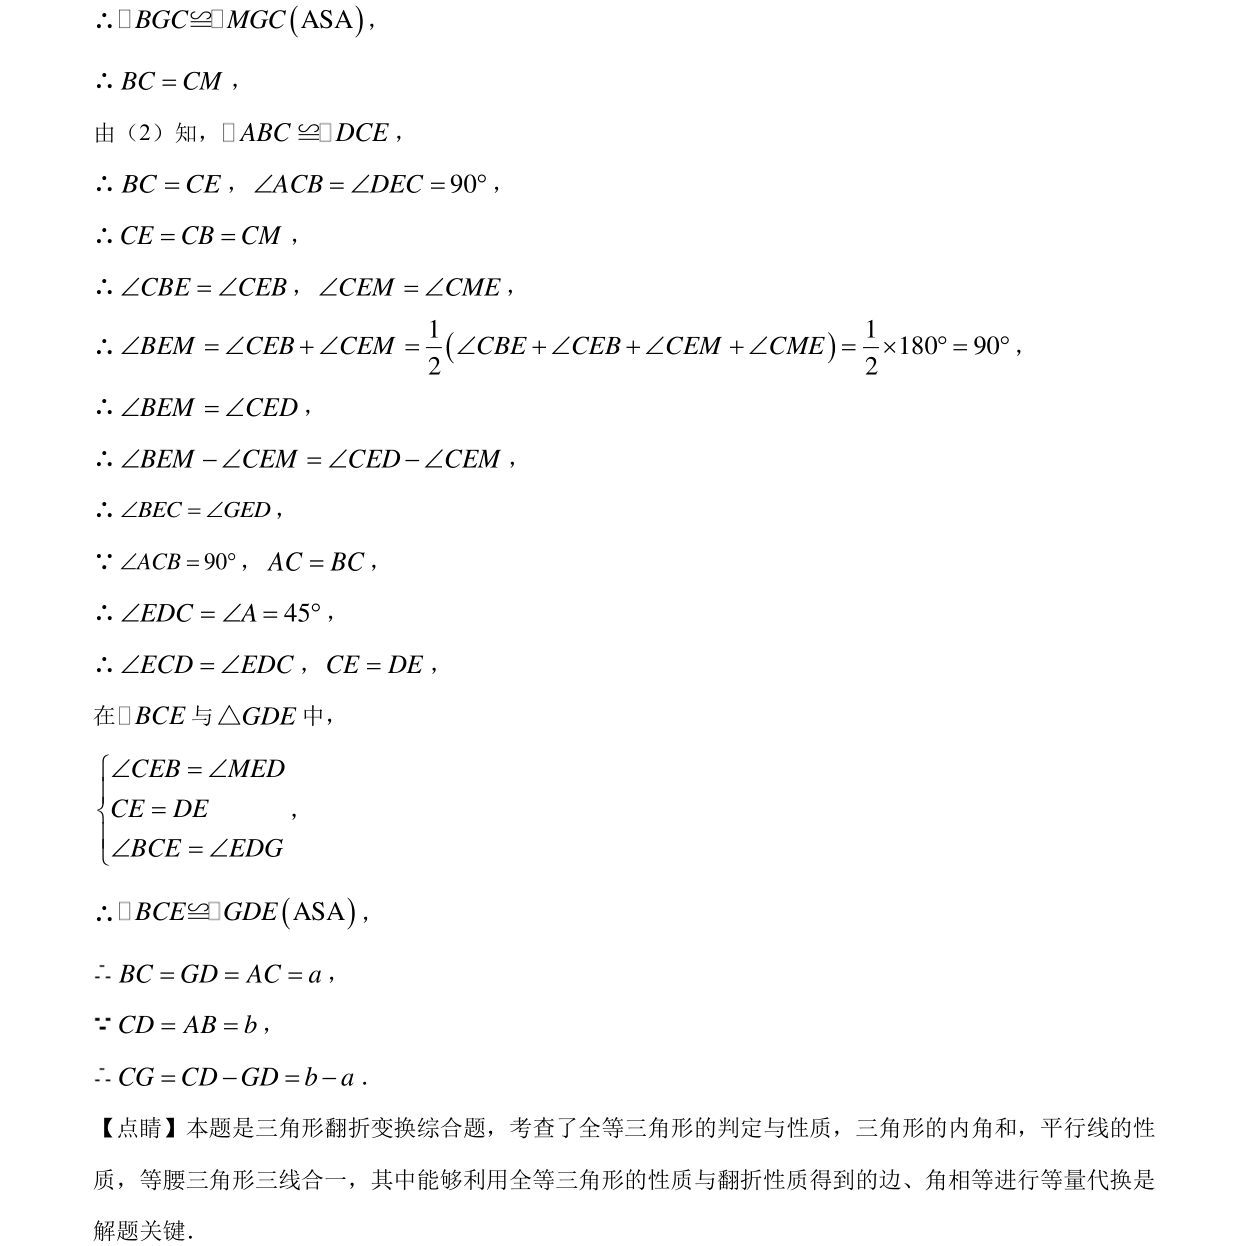 ∴□BGC≌□MGC(ASA)，
∴BC=CM，
由（2）知，□ABC≌□DCE，
∴BC=CE，∠ACB=∠DEC=90°，
∴CE=CB=CM，
∴∠CBE=∠CEB，∠CEM=∠CME，
∴∠BEM=∠CEB+∠CEM=\frac{1}{2}(∠CBE+∠CEB+∠CEM+∠CME)=\frac{1}{2}×180°=90°，
∴∠BEM=∠CED，
∴∠BEM−∠CEM=∠CED−∠CEM，
∴∠BEC=∠GED，
∵∠ACB=90°，AC=BC，
∴∠EDC=∠A=45°，
∴∠ECD=∠EDC，CE=DE，
在□BCE与△GDE中，
∠CEB=∠MED
CE=DE，
∠BCE=∠EDG
∴□BCE≌□GDE(ASA)，
∴BC=GD=AC=a，
∵CD=AB=b，
∴CG=CD−GD=b−a．
【点睛】本题是三角形翻折变换综合题，考查了全等三角形的判定与性质，三角形的内角和，平行线的性
质，等腰三角形三线合一，其中能够利用全等三角形的性质与翻折性质得到的边、角相等进行等量代换是
解题关键．